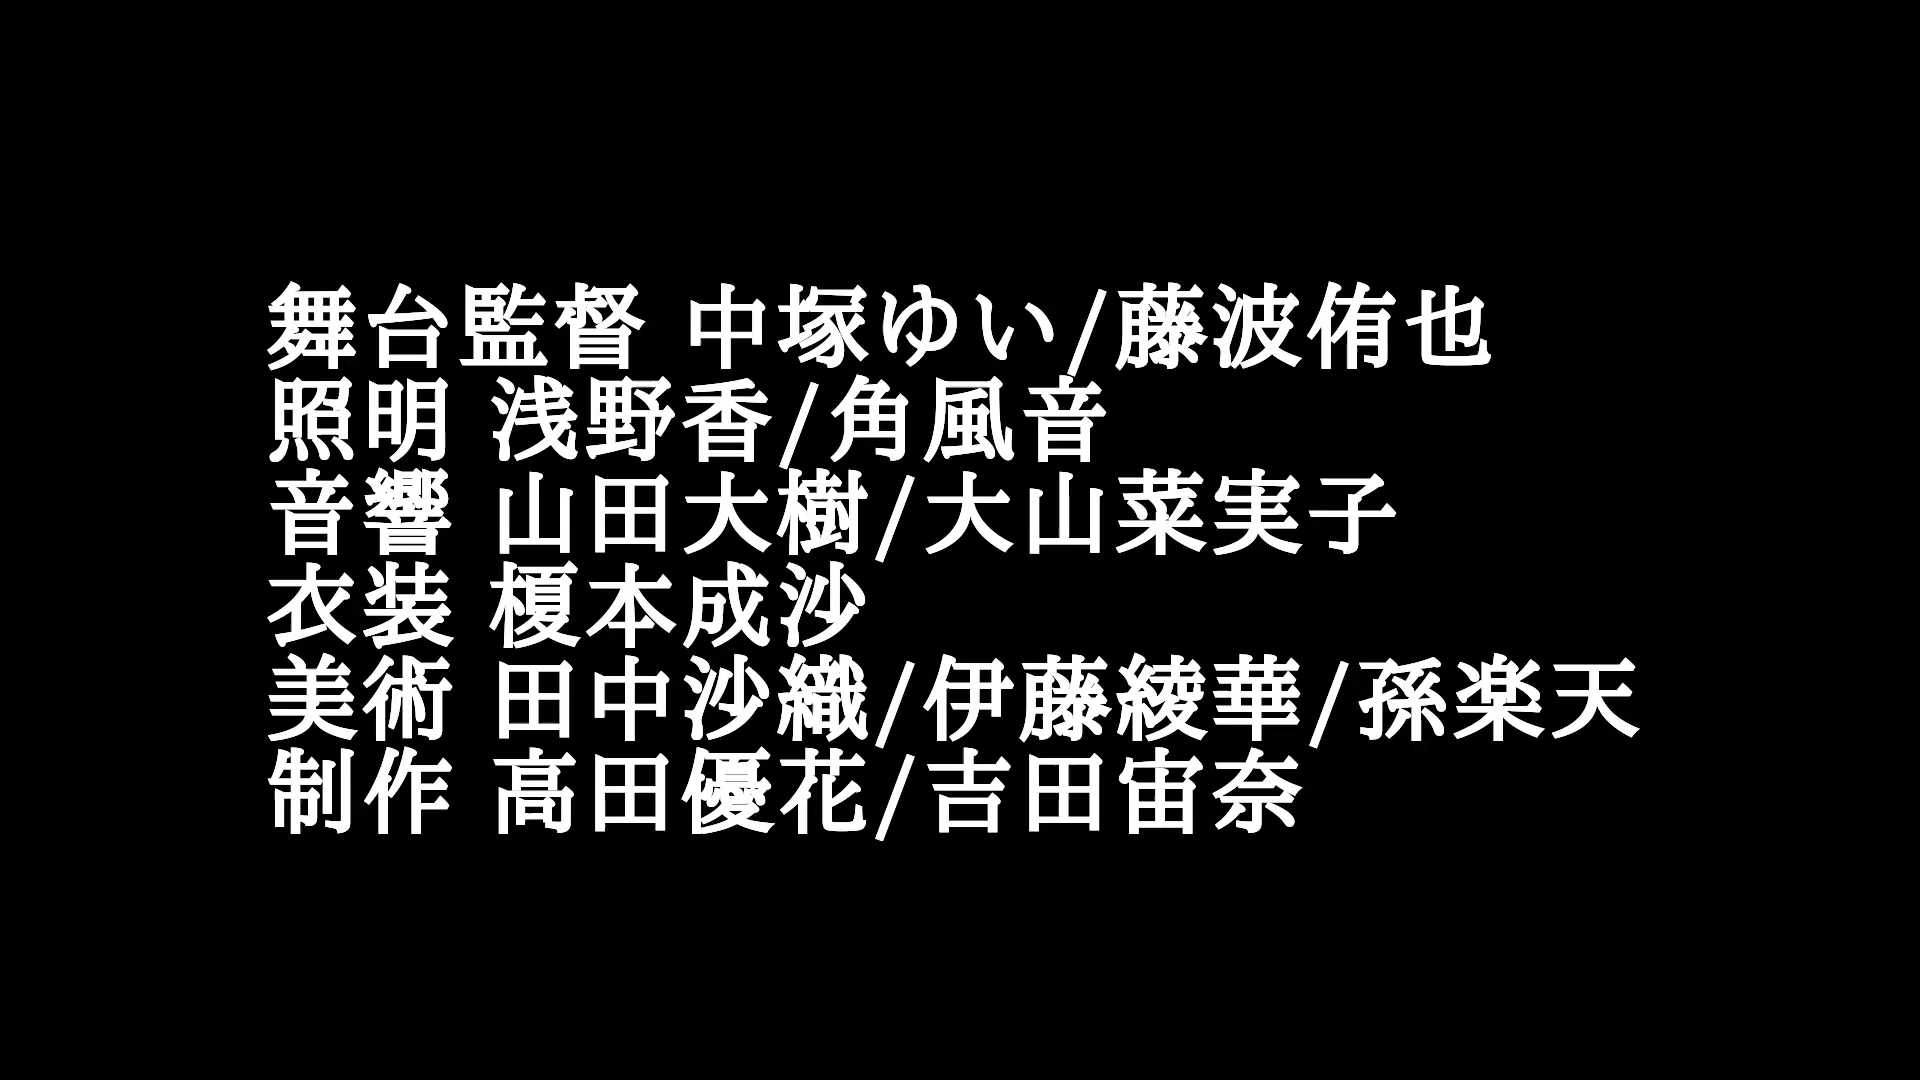 舞台監督 中塚ゆい/藤波侑也
照明 浅野香/角風音
音響 山田大樹/大山菜実子
衣装 榎本成沙
美術 田中沙織/伊藤綾華/孫楽天
制作 高田優花/吉田宙奈